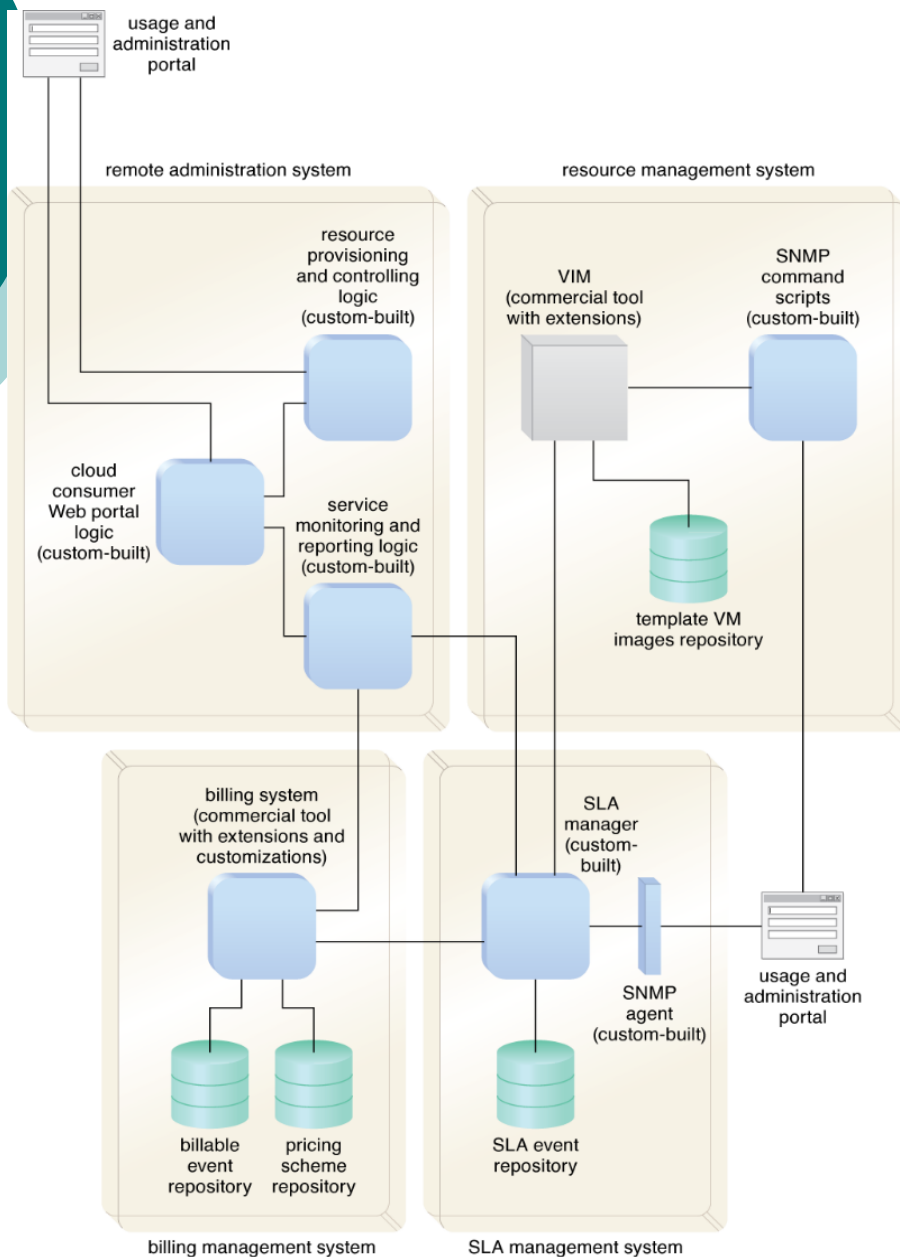 usage and
administration
portal
remote administration system
resource management system
resource
provisioning
and controlling
logic
(custom-built)
VIM
(commercial tool
with extensions)
SNMP
command
scripts
(custom-built)
cloud
consumer
Web portal
logic
(custom-built)
service
monitoring and
reporting logic
(custom-built)
template VM
images repository
billing system
(commercial tool
with extensions and
customizations)
SLA
manager
(custom-
built)
SNMP
agent
(custom-built)
usage and
administration
portal
billable
event
repository
pricing
scheme
repository
SLA event
repository
billing management system
SLA management system